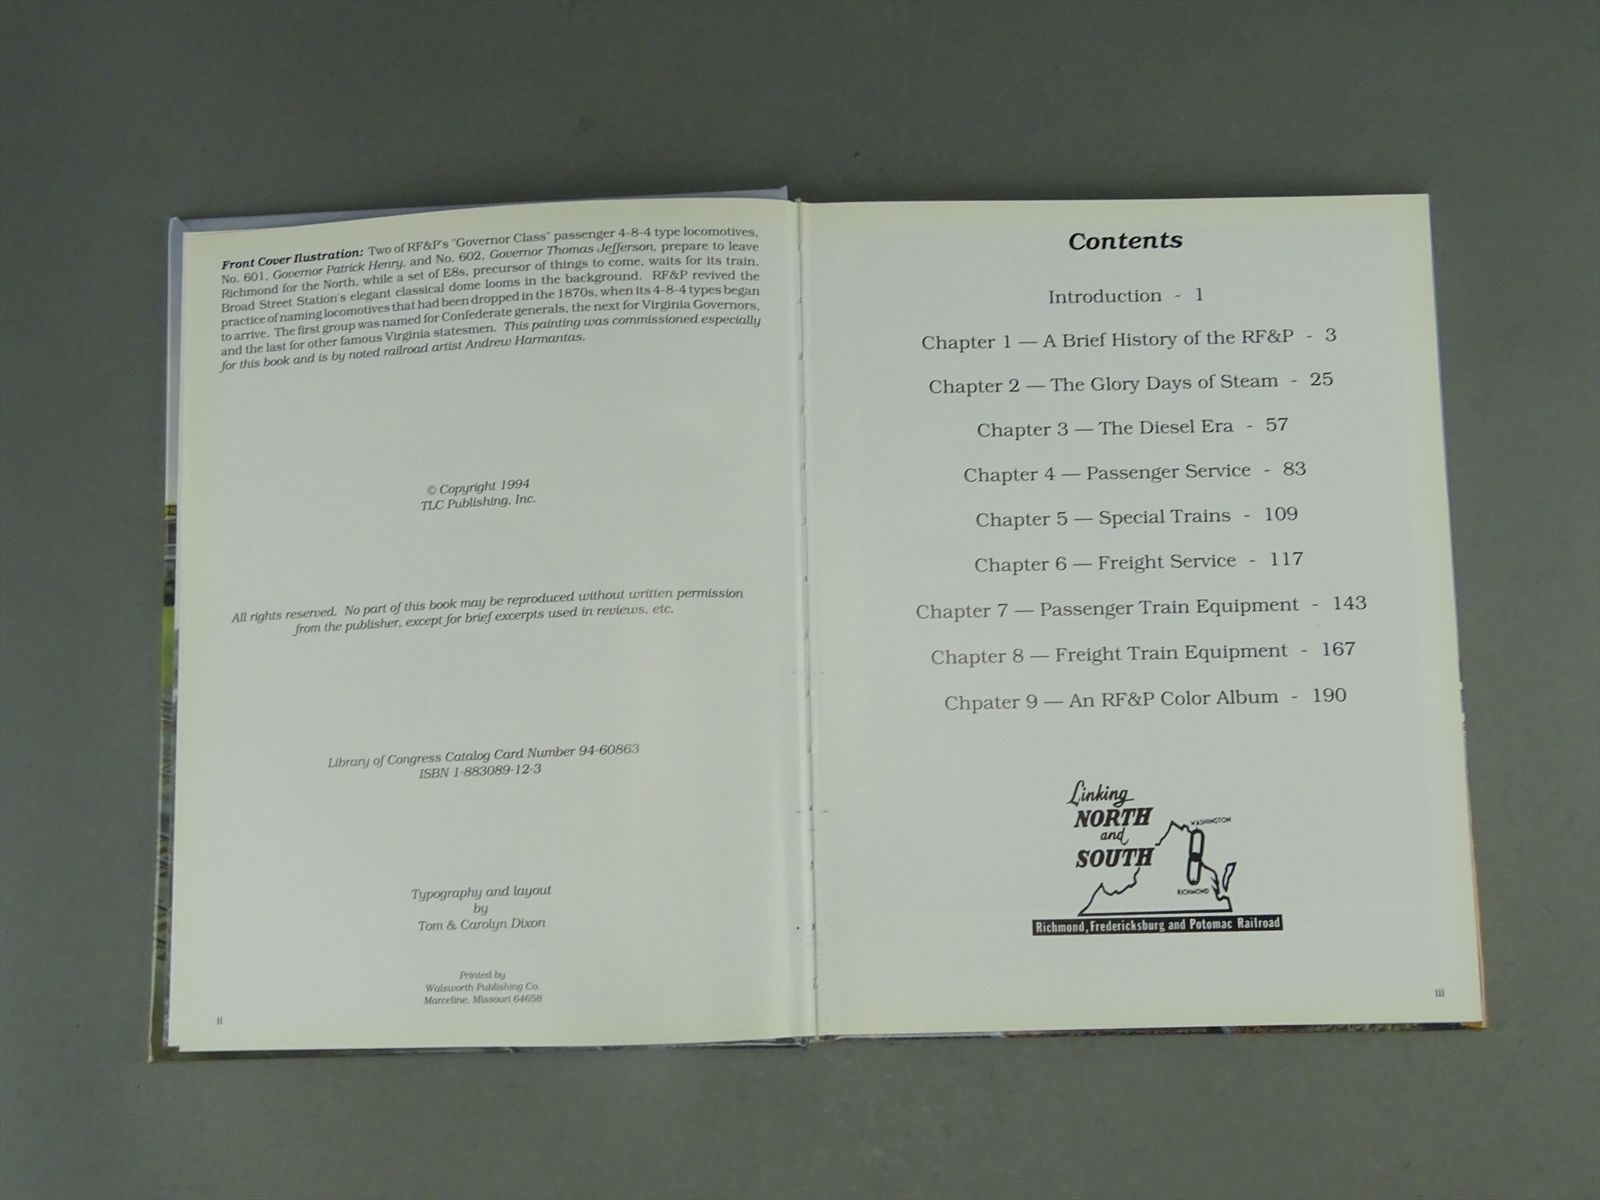 Front Cover Ilustration: Two of RF&P's "Governor Class" passenger 4-8-4 type locomotives,
No. 601, Governor Patrick Henry, and No. 602, Governor Thomas Jefferson, prepare to leave
Richmond for the North, while a set of E8s, precursor of things to come, waits for its train.
Broad Street Station's elegant classical dome looms in the background. RF&P revived the
practice of naming locomotives that had been dropped in the 1870s, when its 4-8-4 types began
to arrive. The first group was named for Confederate generals, the next for Virginia Governors,
and the last for other famous Virginia statesmen. This painting was commissioned especially
for this book and is by noted railroad artist Andrew Harmantas.
© Copyright 1994
TLC Publishing, Inc.
All rights reserved. No part of this book may be reproduced without written permission
from the publisher, except for brief excerpts used in reviews, etc.
Library of Congress Catalog Card Number 94-60863
ISBN 1-883089-12-3
Typography and layout
by
Tom & Carolyn Dixon
Printed by
Walsworth Publishing Co.
Marceline, Missouri 64658
ii
Contents
Introduction - 1
Chapter 1 — A Brief History of the RF&P - 3
Chapter 2 — The Glory Days of Steam - 25
Chapter 3 — The Diesel Era - 57
Chapter 4 — Passenger Service - 83
Chapter 5 — Special Trains - 109
Chapter 6 — Freight Service - 117
Chapter 7 — Passenger Train Equipment - 143
Chapter 8 — Freight Train Equipment - 167
Chpater 9 — An RF&P Color Album - 190
Linking
NORTH
and
SOUTH
WASHINGTON
RICHMOND
Richmond, Fredericksburg and Potomac Railroad
iii